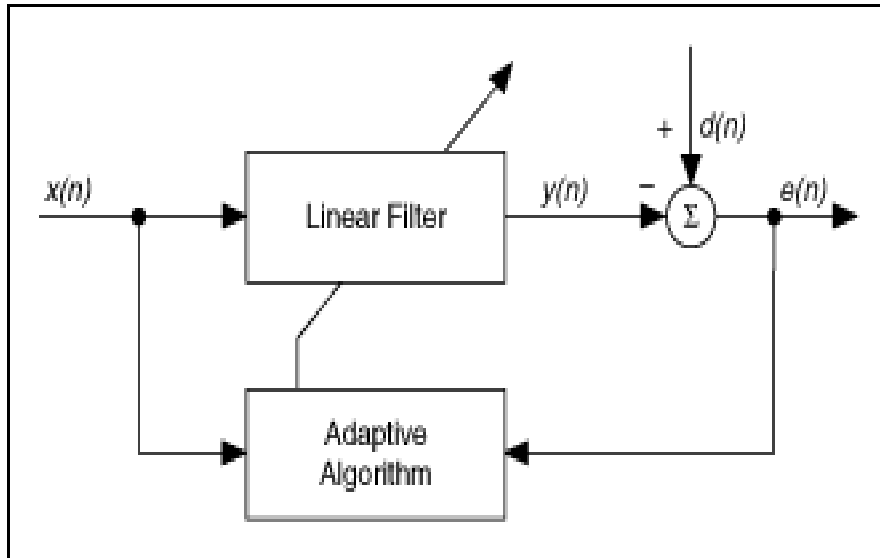 + d(n)
x(n)
Linear Filter
y(n)
−
Σ
e(n)
Adaptive
Algorithm